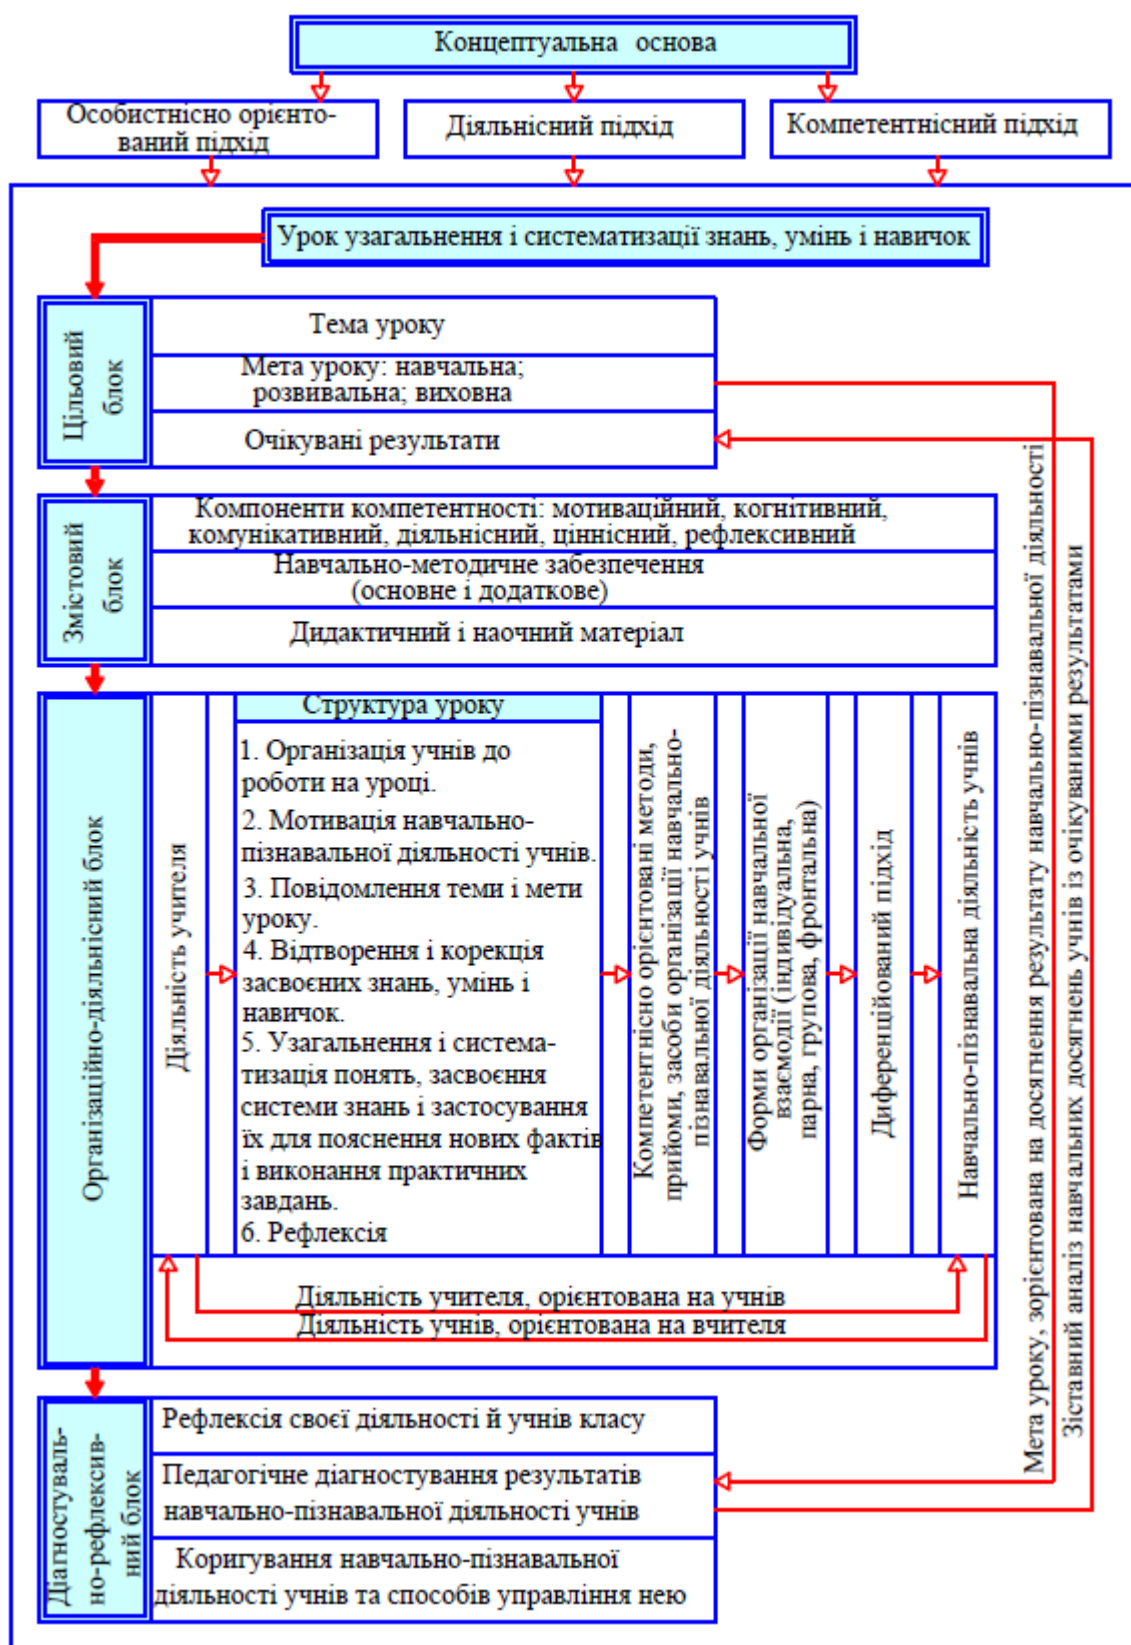 Концептуальна основа
Особистнісно орієнто-
ваний підхід
Діяльнісний підхід
Компетентнісний підхід
Урок узагальнення і систематизації знань, умінь і навичок
Цільовий
блок
Тема уроку
Мета уроку: навчальна;
розвивальна; виховна
Очікувані результати
Змістовий
блок
Компоненти компетентності: мотиваційний, когнітивний,
комунікативний, діяльнісний, ціннісний, рефлексивний
Навчально-методичне забезпечення
(основне і додаткове)
Дидактичний і наочний матеріал
Організаційно-діяльнісний блок
Діяльність учителя
Структура уроку
1. Організація учнів до
роботи на уроці.
2. Мотивація навчально-
пізнавальної діяльності учнів.
3. Повідомлення теми і мети
уроку.
4. Відтворення і корекція
засвоєних знань, умінь і
навичок.
5. Узагальнення і система-
тизація понять, засвоєння
системи знань і застосування
їх для пояснення нових фактів
і виконання практичних
завдань.
6. Рефлексія
Компетентнісно орієнтовані методи,
прийоми, засоби організації навчально-
пізнавальної діяльності учнів
Форми організації навчальної
взаємодії (індивідуальна,
парна, групова, фронтальна)
Диференційований підхід
Навчально-пізнавальна діяльність учнів
Діяльність учителя, орієнтована на учнів
Діяльність учнів, орієнтована на вчителя
Мета уроку, зорієнтована на досягнення результату навчально-пізнавальної діяльності
Зіставний аналіз навчальних досягнень учнів із очікуваними результатами
Діагностуваль-
но-рефлексив-
ний блок
Рефлексія своєї діяльності й учнів класу
Педагогічне діагностування результатів
навчально-пізнавальної діяльності учнів
Коригування навчально-пізнавальної
діяльності учнів та способів управління нею